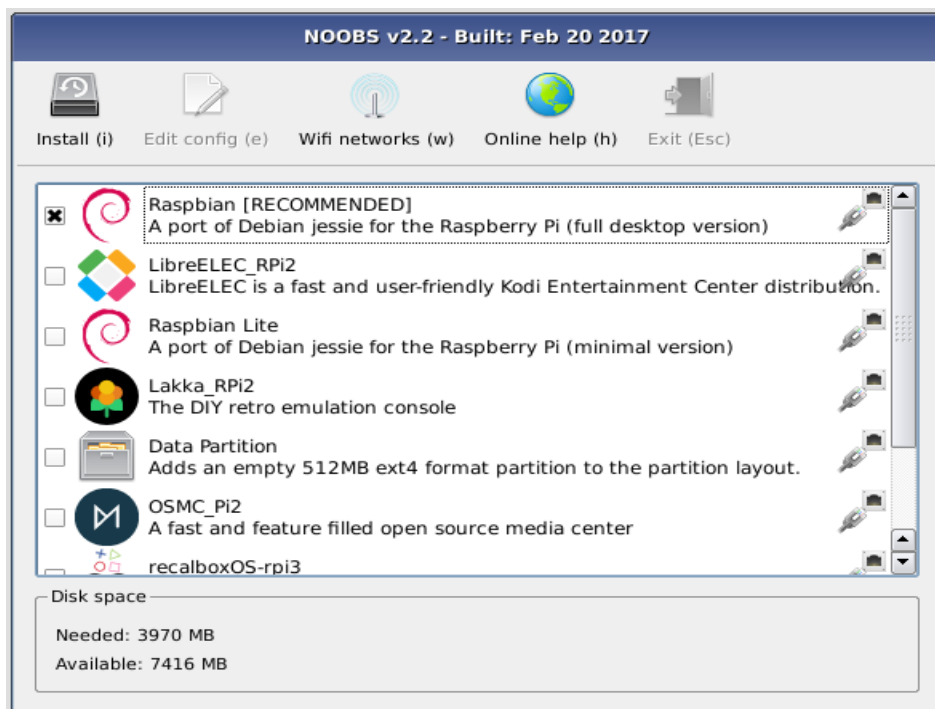 NOOBS v2.2 - Built: Feb 20 2017
Install (i) Edit config (e) Wifi networks (w) Online help (h) Exit (Esc)
Raspbian [RECOMMENDED]
A port of Debian jessie for the Raspberry Pi (full desktop version)
LibreELEC_RPi2
LibreELEC is a fast and user-friendly Kodi Entertainment Center distribution.
Raspbian Lite
A port of Debian jessie for the Raspberry Pi (minimal version)
Lakka_RPi2
The DIY retro emulation console
Data Partition
Adds an empty 512MB ext4 format partition to the partition layout.
OSMC_Pi2
A fast and feature filled open source media center
recalboxOS-rpi3
Disk space
Needed: 3970 MB
Available: 7416 MB